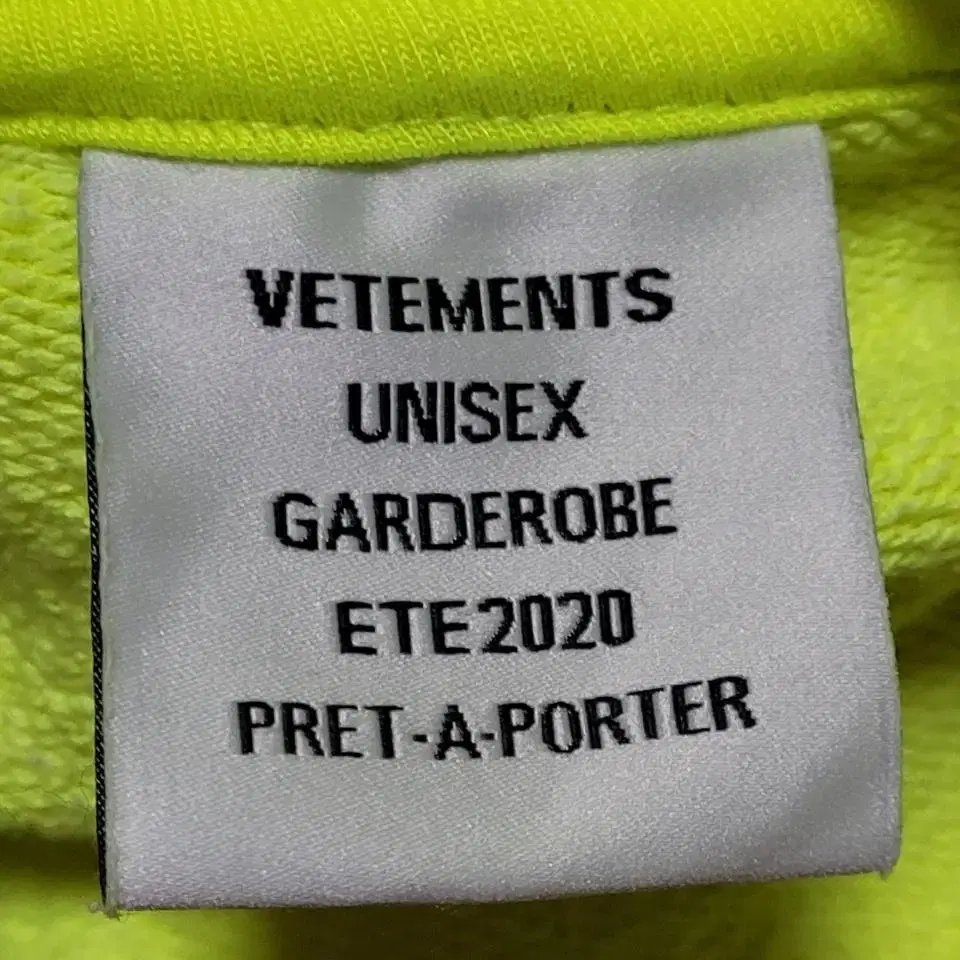 VETEMENTS
UNISEX
GARDEROBE
ETE2020
PRET-A-PORTER